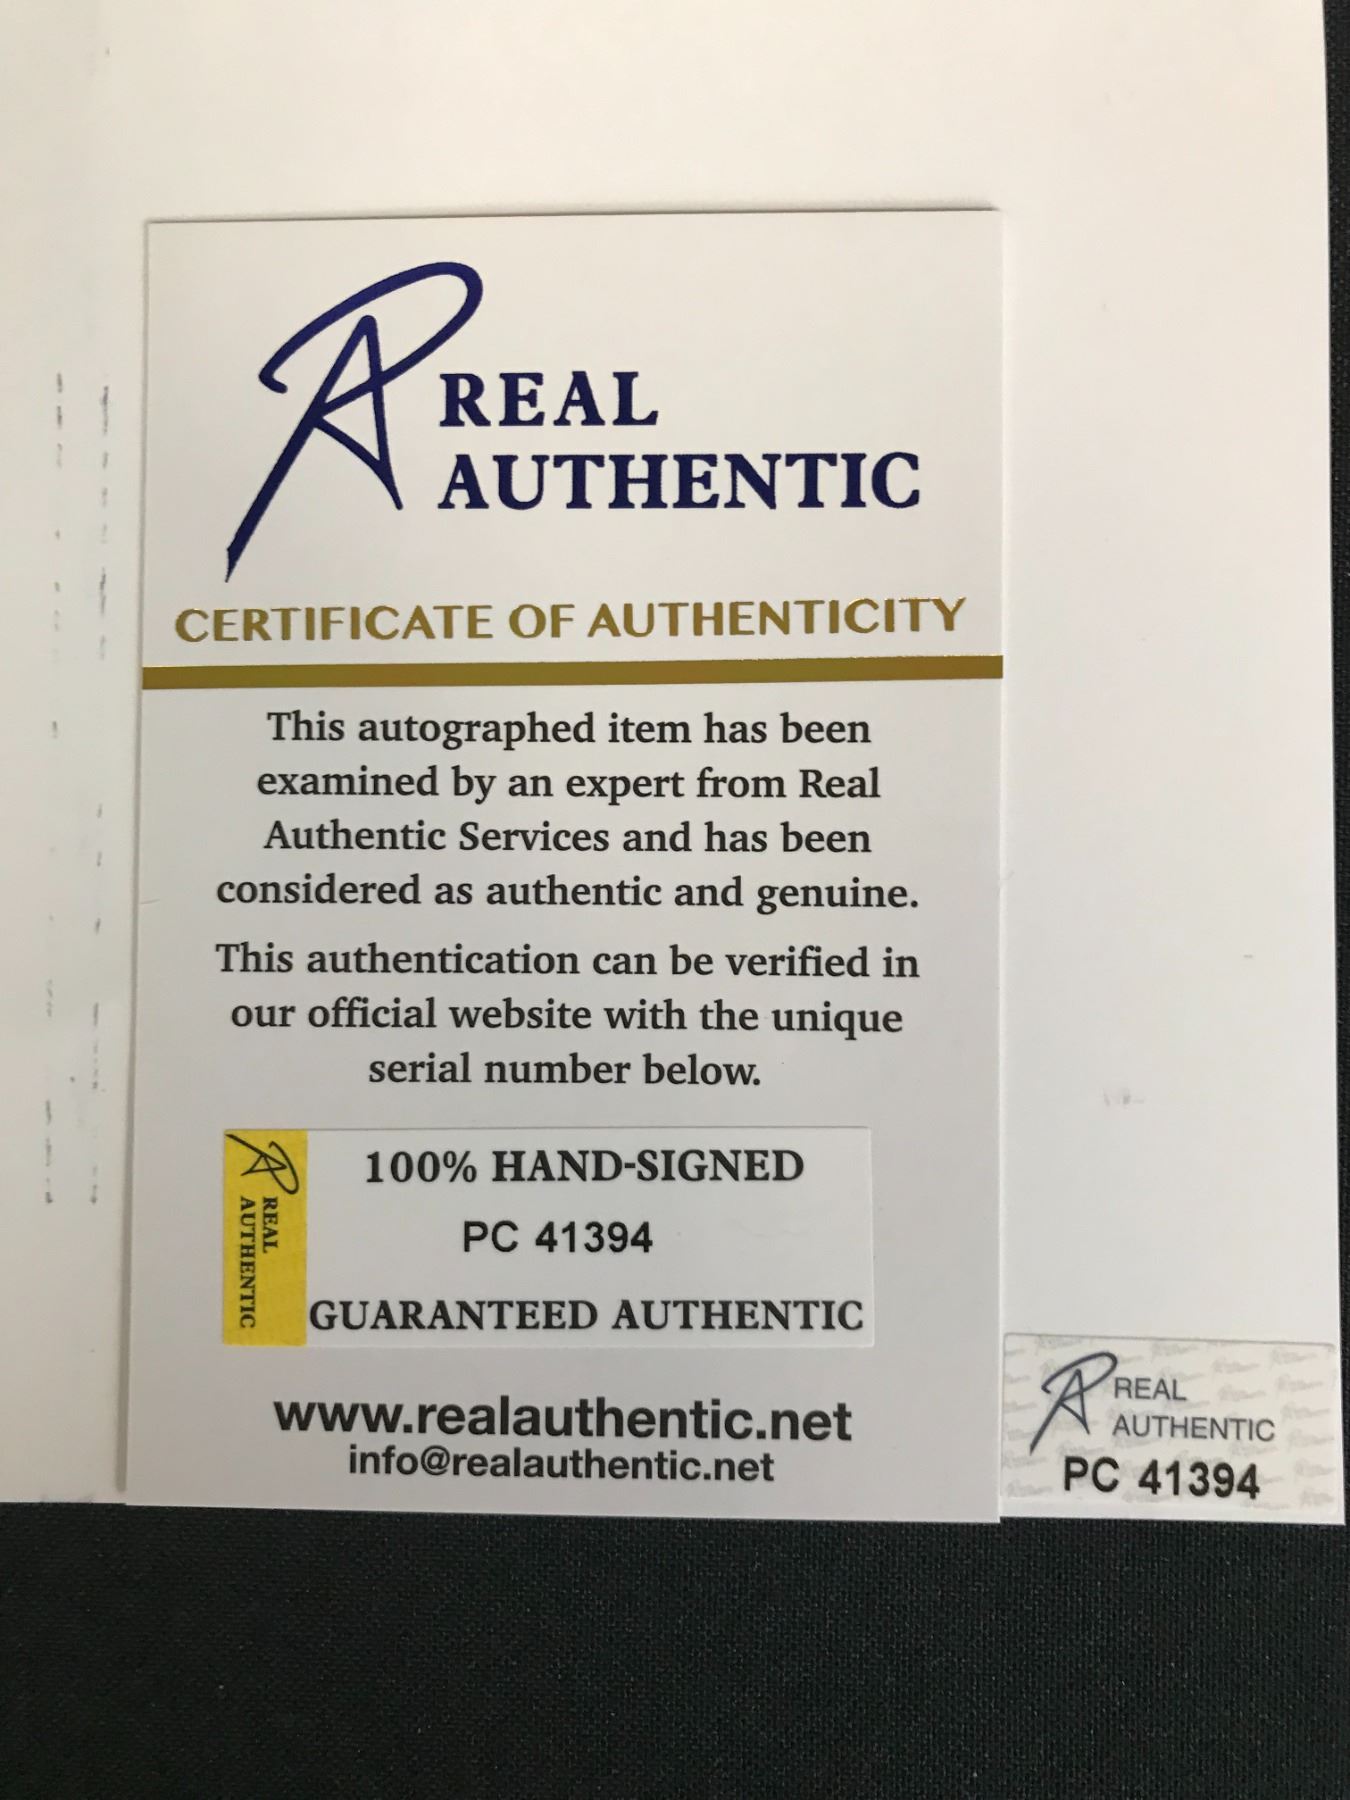 REAL
AUTHENTIC
CERTIFICATE OF AUTHENTICITY
This autographed item has been
examined by an expert from Real
Authentic Services and has been
considered as authentic and genuine.
This authentication can be verified in
our official website with the unique
serial number below.
REAL
AUTHENTIC
100% HAND-SIGNED
PC 41394
GUARANTEED AUTHENTIC
www.realauthentic.net
info@realauthentic.net
REAL
AUTHENTIC
PC 41394